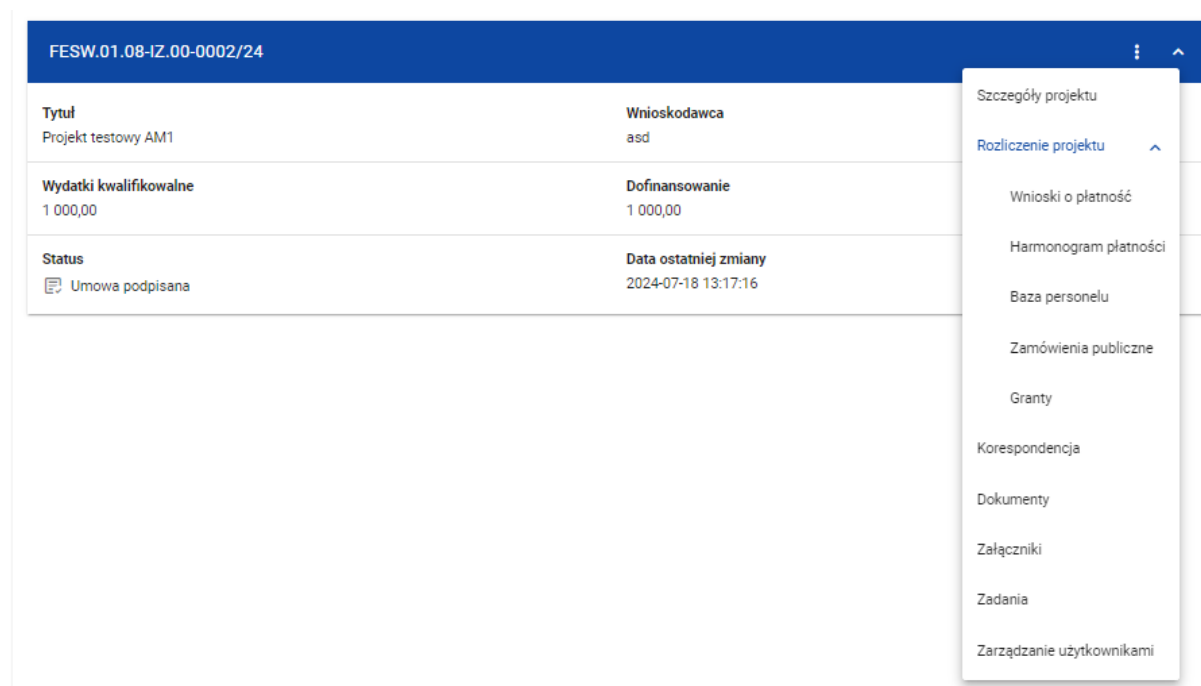 FESW.01.08-IZ.00-0002/24
Tytuł
Projekt testowy AM1
Wnioskodawca
asd
Wydatki kwalifikowalne
1 000,00
Dofinansowanie
1 000,00
Status
Umowa podpisana
Data ostatniej zmiany
2024-07-18 13:17:16
Szczegóły projektu
Rozliczenie projektu
Wnioski o płatność
Harmonogram płatności
Baza personelu
Zamówienia publiczne
Granty
Korespondencja
Dokumenty
Załączniki
Zadania
Zarządzanie użytkownikami